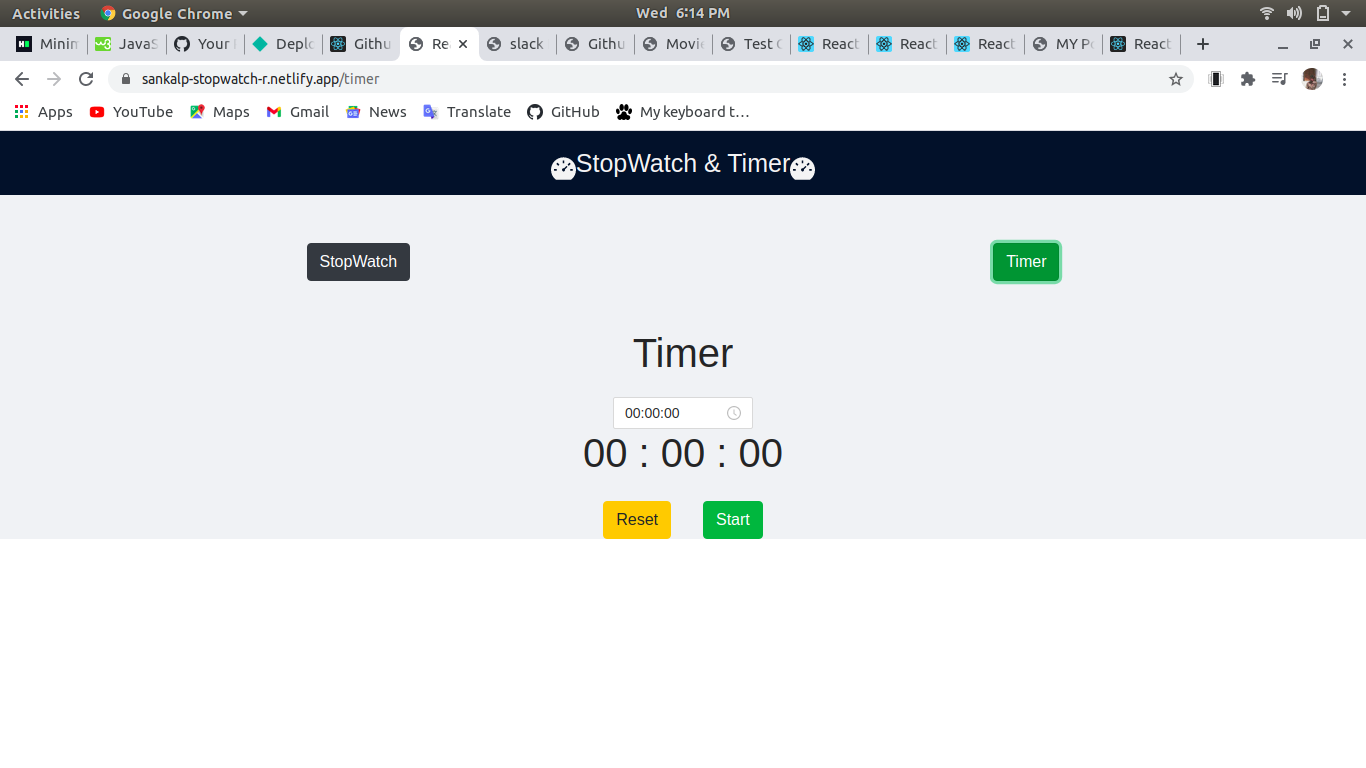 Activities Google Chrome Wed 6:14 PM
Minim JavaS Your Deplo Githu Re slack Githu Movi Test React React React MY P React
sankalp-stopwatch-r.netlify.app/timer
Apps YouTube Maps Gmail News Translate GitHub My keyboard t…
StopWatch & Timer
StopWatch Timer
Timer
00:00:00
00 : 00 : 00
Reset Start